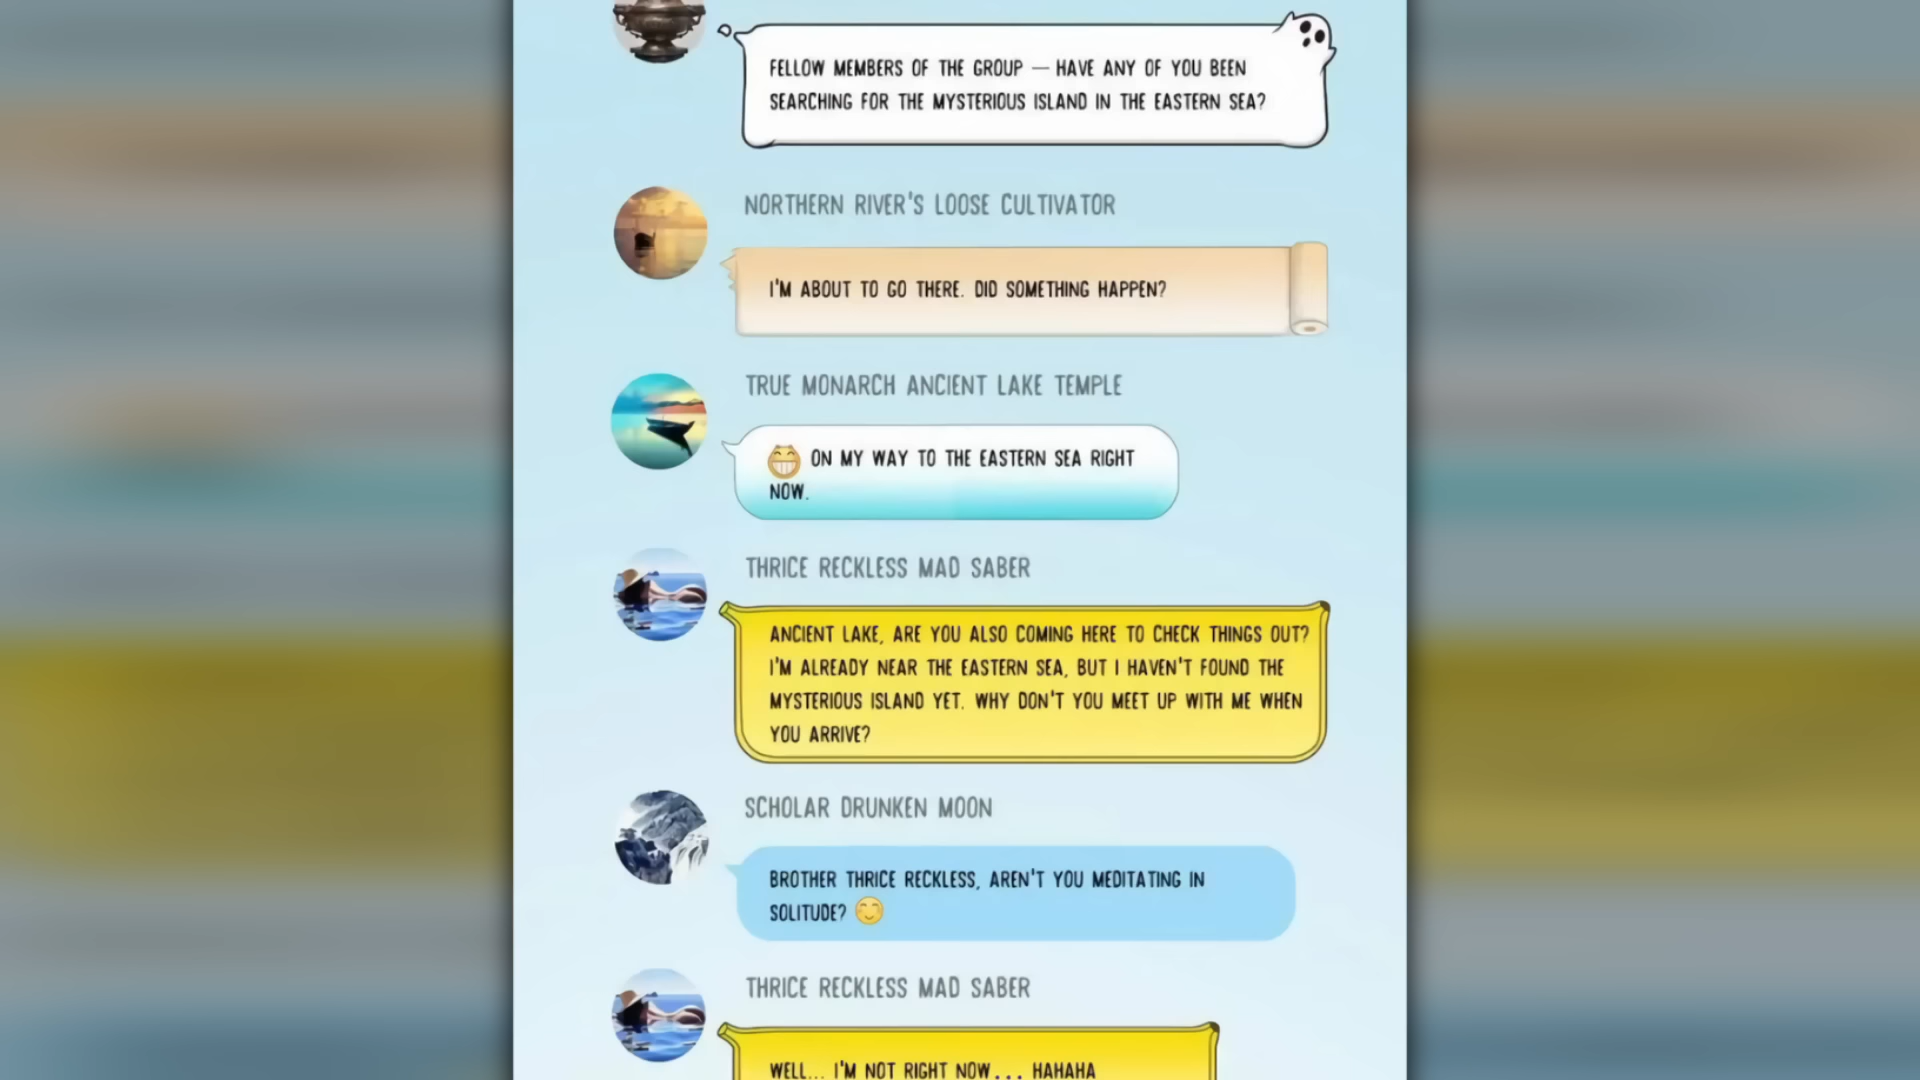 FELLOW MEMBERS OF THE GROUP — HAVE ANY OF YOU BEEN
SEARCHING FOR THE MYSTERIOUS ISLAND IN THE EASTERN SEA?
NORTHERN RIVER'S LOOSE CULTIVATOR
I'M ABOUT TO GO THERE. DID SOMETHING HAPPEN?
TRUE MONARCH ANCIENT LAKE TEMPLE
ON MY WAY TO THE EASTERN SEA RIGHT
NOW.
THRICE RECKLESS MAD SABER
ANCIENT LAKE, ARE YOU ALSO COMING HERE TO CHECK THINGS OUT?
I'M ALREADY NEAR THE EASTERN SEA, BUT I HAVEN'T FOUND THE
MYSTERIOUS ISLAND YET. WHY DON'T YOU MEET UP WITH ME WHEN
YOU ARRIVE?
SCHOLAR DRUNKEN MOON
BROTHER THRICE RECKLESS, AREN'T YOU MEDITATING IN
SOLITUDE?
THRICE RECKLESS MAD SABER
WELL... I'M NOT RIGHT NOW... HAHAHA